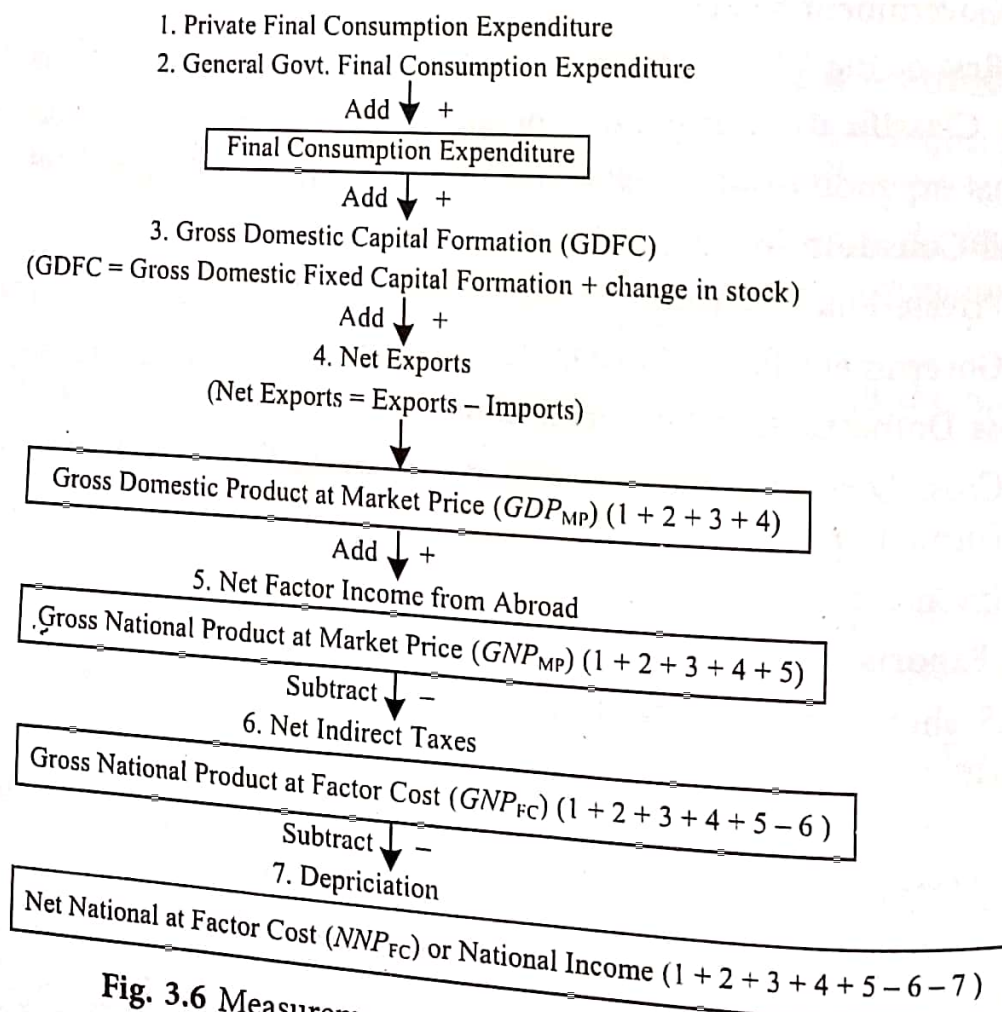 1. Private Final Consumption Expenditure
2. General Govt. Final Consumption Expenditure
Add +
Final Consumption Expenditure
Add +
3. Gross Domestic Capital Formation (GDFC)
(GDFC = Gross Domestic Fixed Capital Formation + change in stock)
Add +
4. Net Exports
(Net Exports = Exports – Imports)
Gross Domestic Product at Market Price (GDP_MP) (1 + 2 + 3 + 4)
Add +
5. Net Factor Income from Abroad
Gross National Product at Market Price (GNP_MP) (1 + 2 + 3 + 4 + 5)
Subtract –
6. Net Indirect Taxes
Gross National Product at Factor Cost (GNP_FC) (1 + 2 + 3 + 4 + 5 – 6 )
Subtract –
7. Depriciation
Net National at Factor Cost (NNP_FC) or National Income (1 + 2 + 3 + 4 + 5 – 6 – 7 )
Fig. 3.6